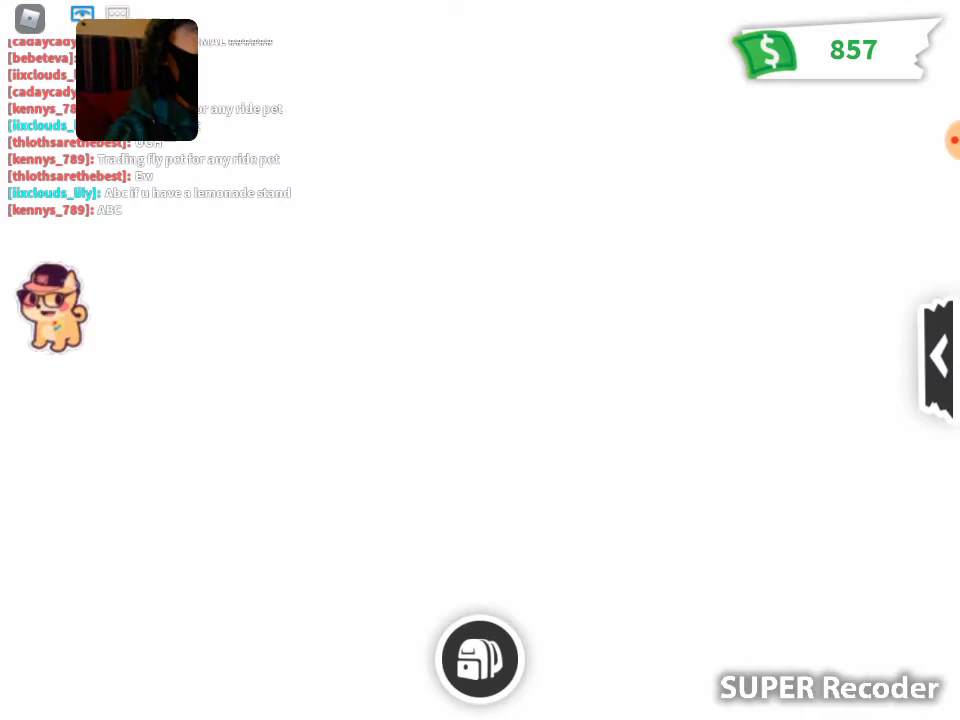 857
[cadaycady
[bebeteva]:
[iixclouds_
[cadaycady
[kennys_78 or any ride pet
[iixclouds_
[thlothsarethebest]: UGH
[kennys_789]: Trading fly pet for any ride pet
[thlothsarethebest]: Ew
[iixclouds_lily]: Abc if u have a lemonade stand
[kennys_789]: ABC
SUPER Recoder